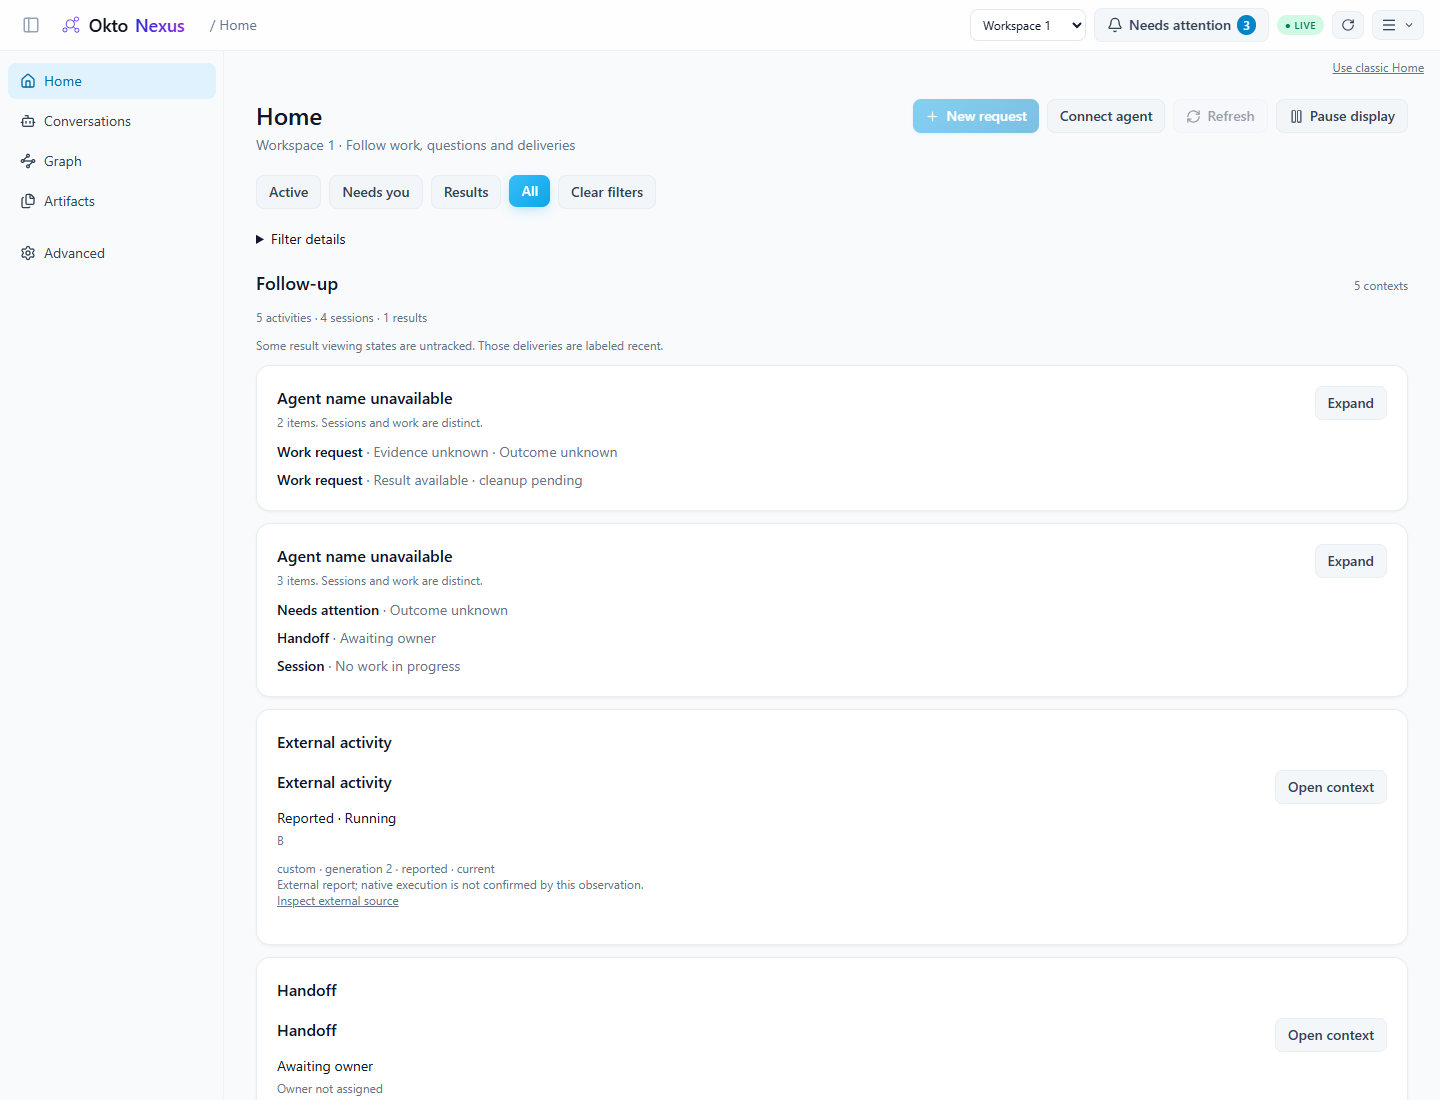 Okto Nexus
/ Home
Workspace 1
Needs attention 3
LIVE
Use classic Home
Home
Conversations
Graph
Artifacts
Advanced
Home
Workspace 1 · Follow work, questions and deliveries
New request
Connect agent
Refresh
Pause display
Active
Needs you
Results
All
Clear filters
Filter details
Follow-up
5 contexts
5 activities · 4 sessions · 1 results
Some result viewing states are untracked. Those deliveries are labeled recent.
Agent name unavailable
Expand
2 items. Sessions and work are distinct.
Work request · Evidence unknown · Outcome unknown
Work request · Result available · cleanup pending
Agent name unavailable
Expand
3 items. Sessions and work are distinct.
Needs attention · Outcome unknown
Handoff · Awaiting owner
Session · No work in progress
External activity
External activity
Open context
Reported · Running
B
custom · generation 2 · reported · current
External report; native execution is not confirmed by this observation.
Inspect external source
Handoff
Handoff
Open context
Awaiting owner
Owner not assigned